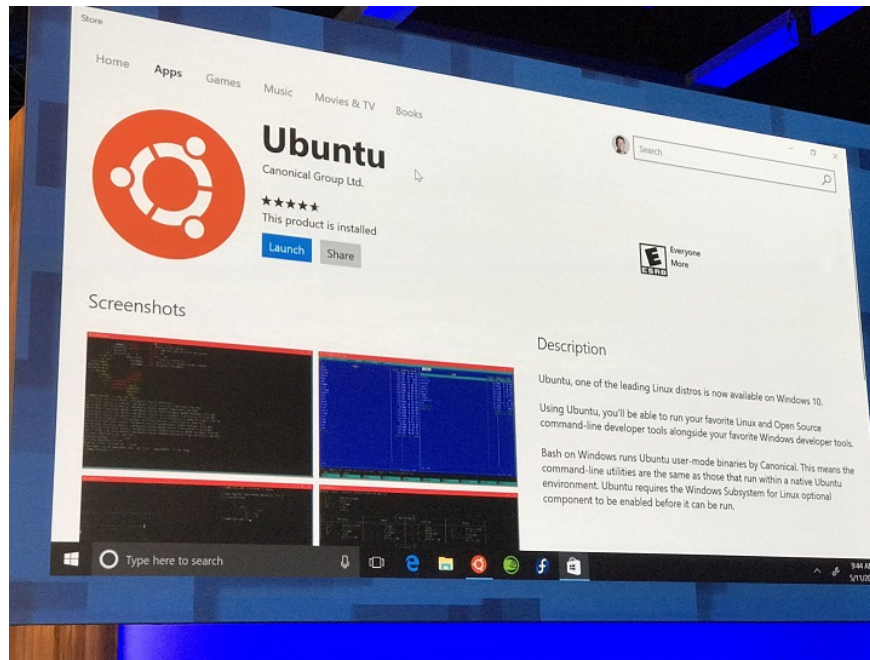 Store
Home Apps Games Music Movies & TV Books
Ubuntu
Canonical Group Ltd.
This product is installed
Launch Share
Search
ESRB
Everyone
More
Screenshots
Description
Ubuntu, one of the leading Linux distros is now available on Windows 10.
Using Ubuntu, you'll be able to run your favorite Linux and Open Source
command-line developer tools alongside your favorite Windows developer tools.
Bash on Windows runs Ubuntu user-mode binaries by Canonical. This means the
command-line utilities are the same as those that run within a native Ubuntu
environment. Ubuntu requires the Windows Subsystem for Linux optional
component to be enabled before it can be run.
Type here to search
9:44 AM